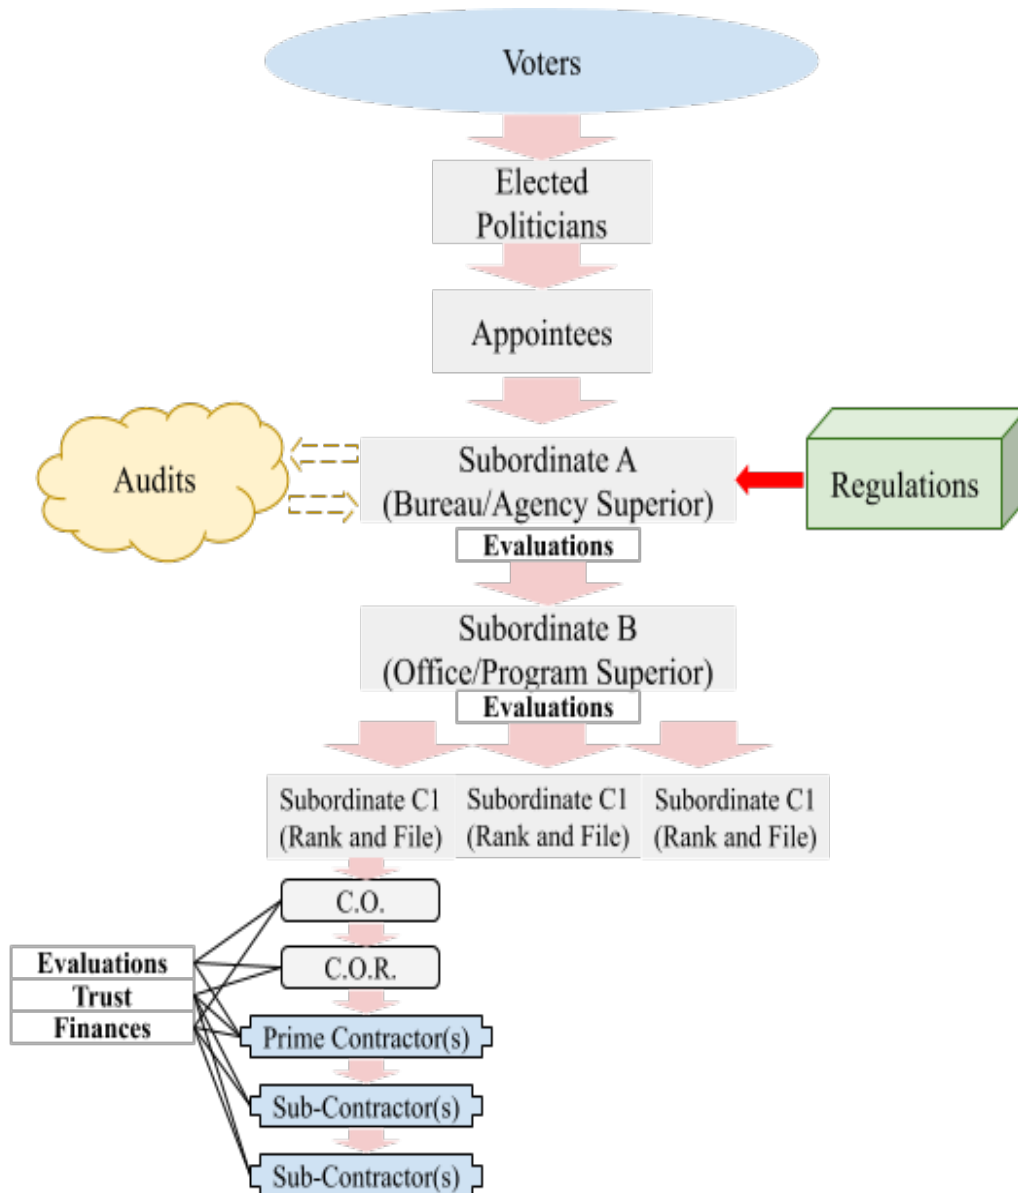 Voters
Elected
Politicians
Appointees
Audits
Subordinate A
(Bureau/Agency Superior)
Regulations
Evaluations
Subordinate B
(Office/Program Superior)
Evaluations
Subordinate C1
(Rank and File)
Subordinate C1
(Rank and File)
Subordinate C1
(Rank and File)
C.O.
C.O.R.
Evaluations
Trust
Finances
Prime Contractor(s)
Sub-Contractor(s)
Sub-Contractor(s)